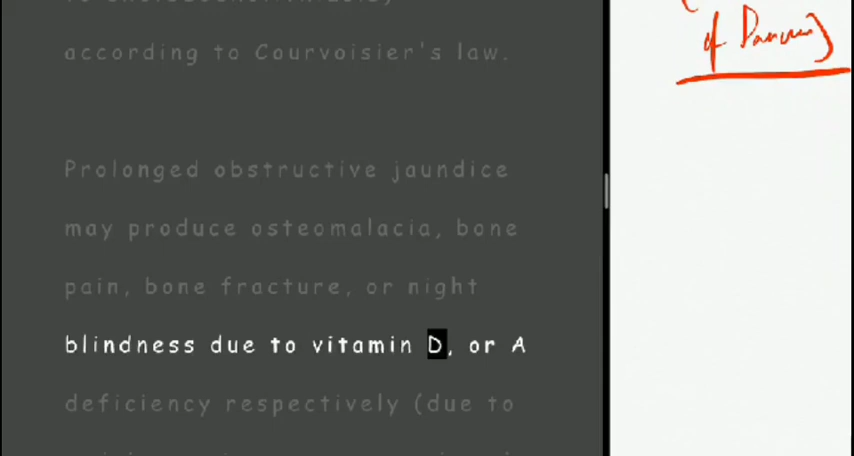 according to Courvoisier's law.
Prolonged obstructive jaundice
may produce osteomalacia, bone
pain, bone fracture, or night
blindness due to vitamin D, or A
deficiency respectively (due to
of